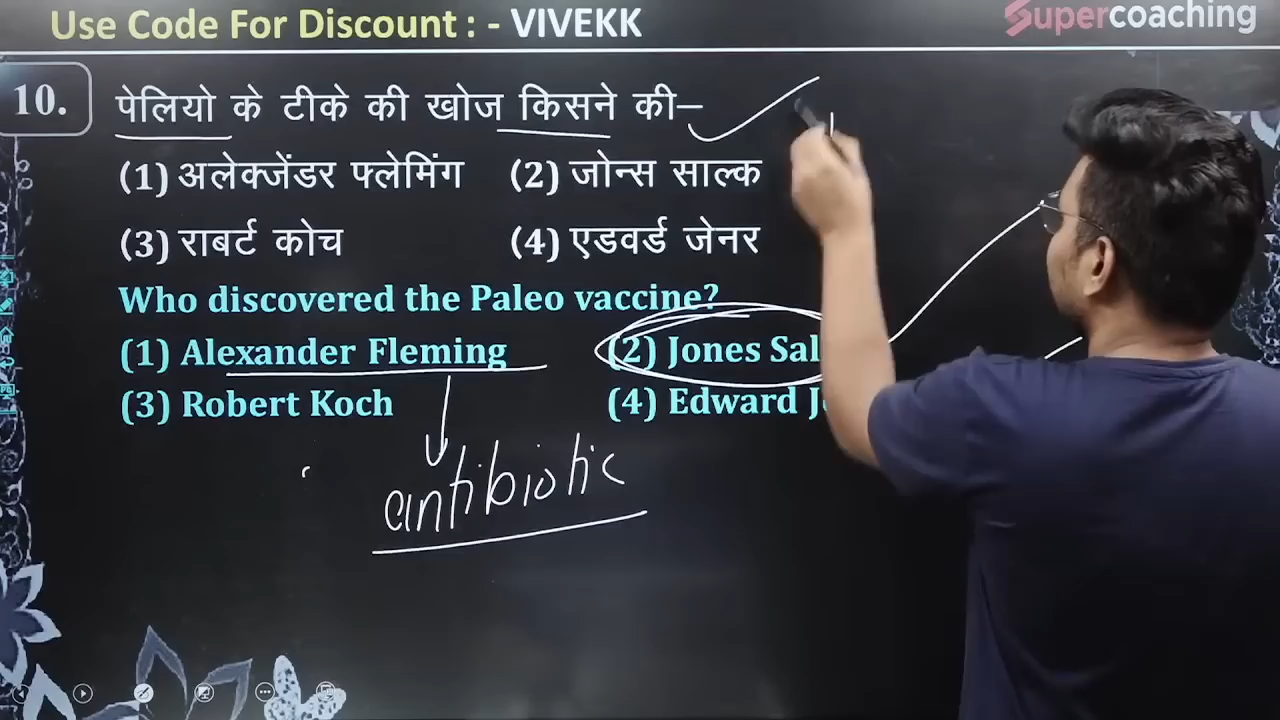 Use Code For Discount : - VIVEKK
Supercoaching
10. पेलियो के टीके की खोज किसने की–
(1) अलेक्जेंडर फ्लेमिंग (2) जोन्स साल्क
(3) राबर्ट कोच (4) एडवर्ड जेनर
Who discovered the Paleo vaccine?
(1) Alexander Fleming (2) Jones Sal
(3) Robert Koch (4) Edward J
antibiotic